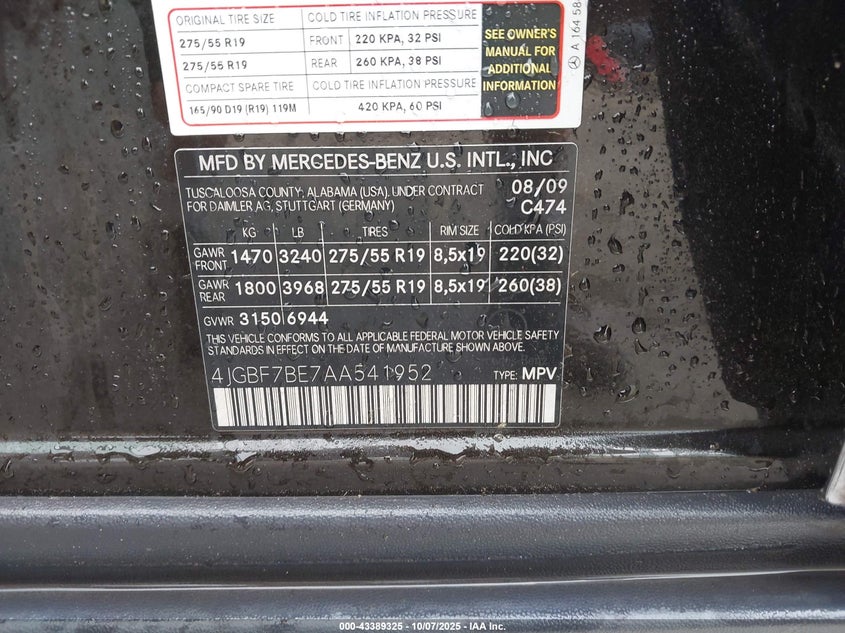 ORIGINAL TIRE SIZE COLD TIRE INFLATION PRESSURE
275/55 R19 FRONT 220 KPA, 32 PSI
275/55 R19 REAR 260 KPA, 38 PSI
COMPACT SPARE TIRE COLD TIRE INFLATION PRESSURE
165/90 D19 (R19) 119M 420 KPA, 60 PSI
SEE OWNER'S
MANUAL FOR
ADDITIONAL
INFORMATION
A 164 58
MFD BY MERCEDES-BENZ U.S. INTL., INC
TUSCALOOSA COUNTY, ALABAMA (USA). UNDER CONTRACT 08/09
FOR DAIMLER AG, STUTTGART (GERMANY) C474
KG LB TIRES RIM SIZE COLD KPA (PSI)
GAWR FRONT 1470 3240 275/55 R19 8,5x19 220(32)
GAWR REAR 1800 3968 275/55 R19 8,5x19 260(38)
GVWR 3150 6944
THIS VEHICLE CONFORMS TO ALL APPLICABLE FEDERAL MOTOR VEHICLE SAFETY
STANDARDS IN EFFECT ON THE DATE OF MANUFACTURE SHOWN ABOVE.
4JGBF7BE7AA541952 TYPE: MPV
000-43389325 - 10/07/2025 - IAA Inc.